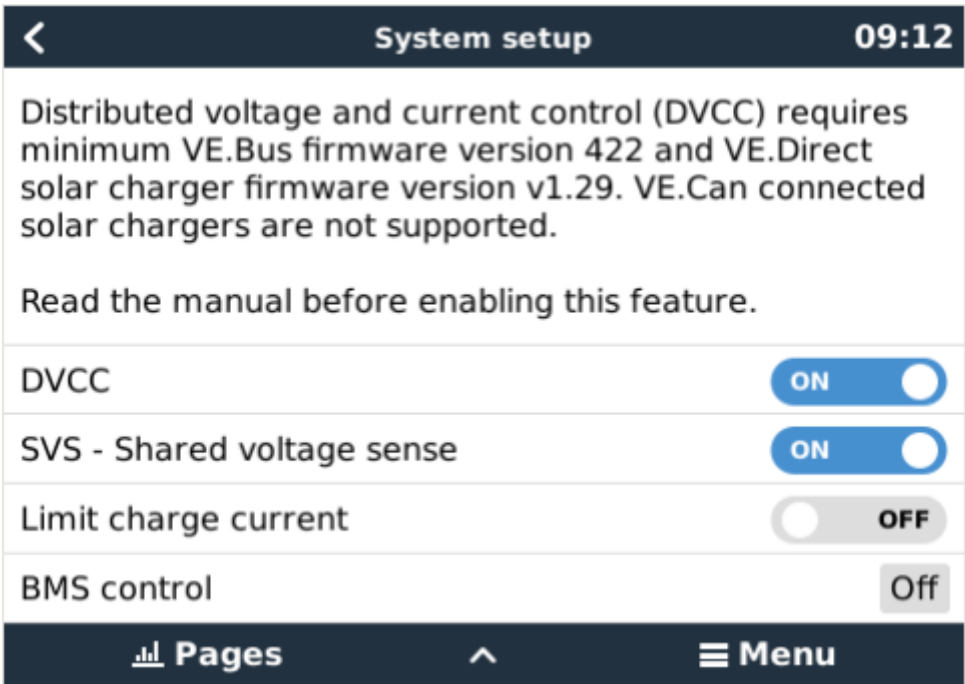 System setup
09:12
Distributed voltage and current control (DVCC) requires
minimum VE.Bus firmware version 422 and VE.Direct
solar charger firmware version v1.29. VE.Can connected
solar chargers are not supported.
Read the manual before enabling this feature.
DVCC
ON
SVS - Shared voltage sense
ON
Limit charge current
OFF
BMS control
Off
Pages
Menu